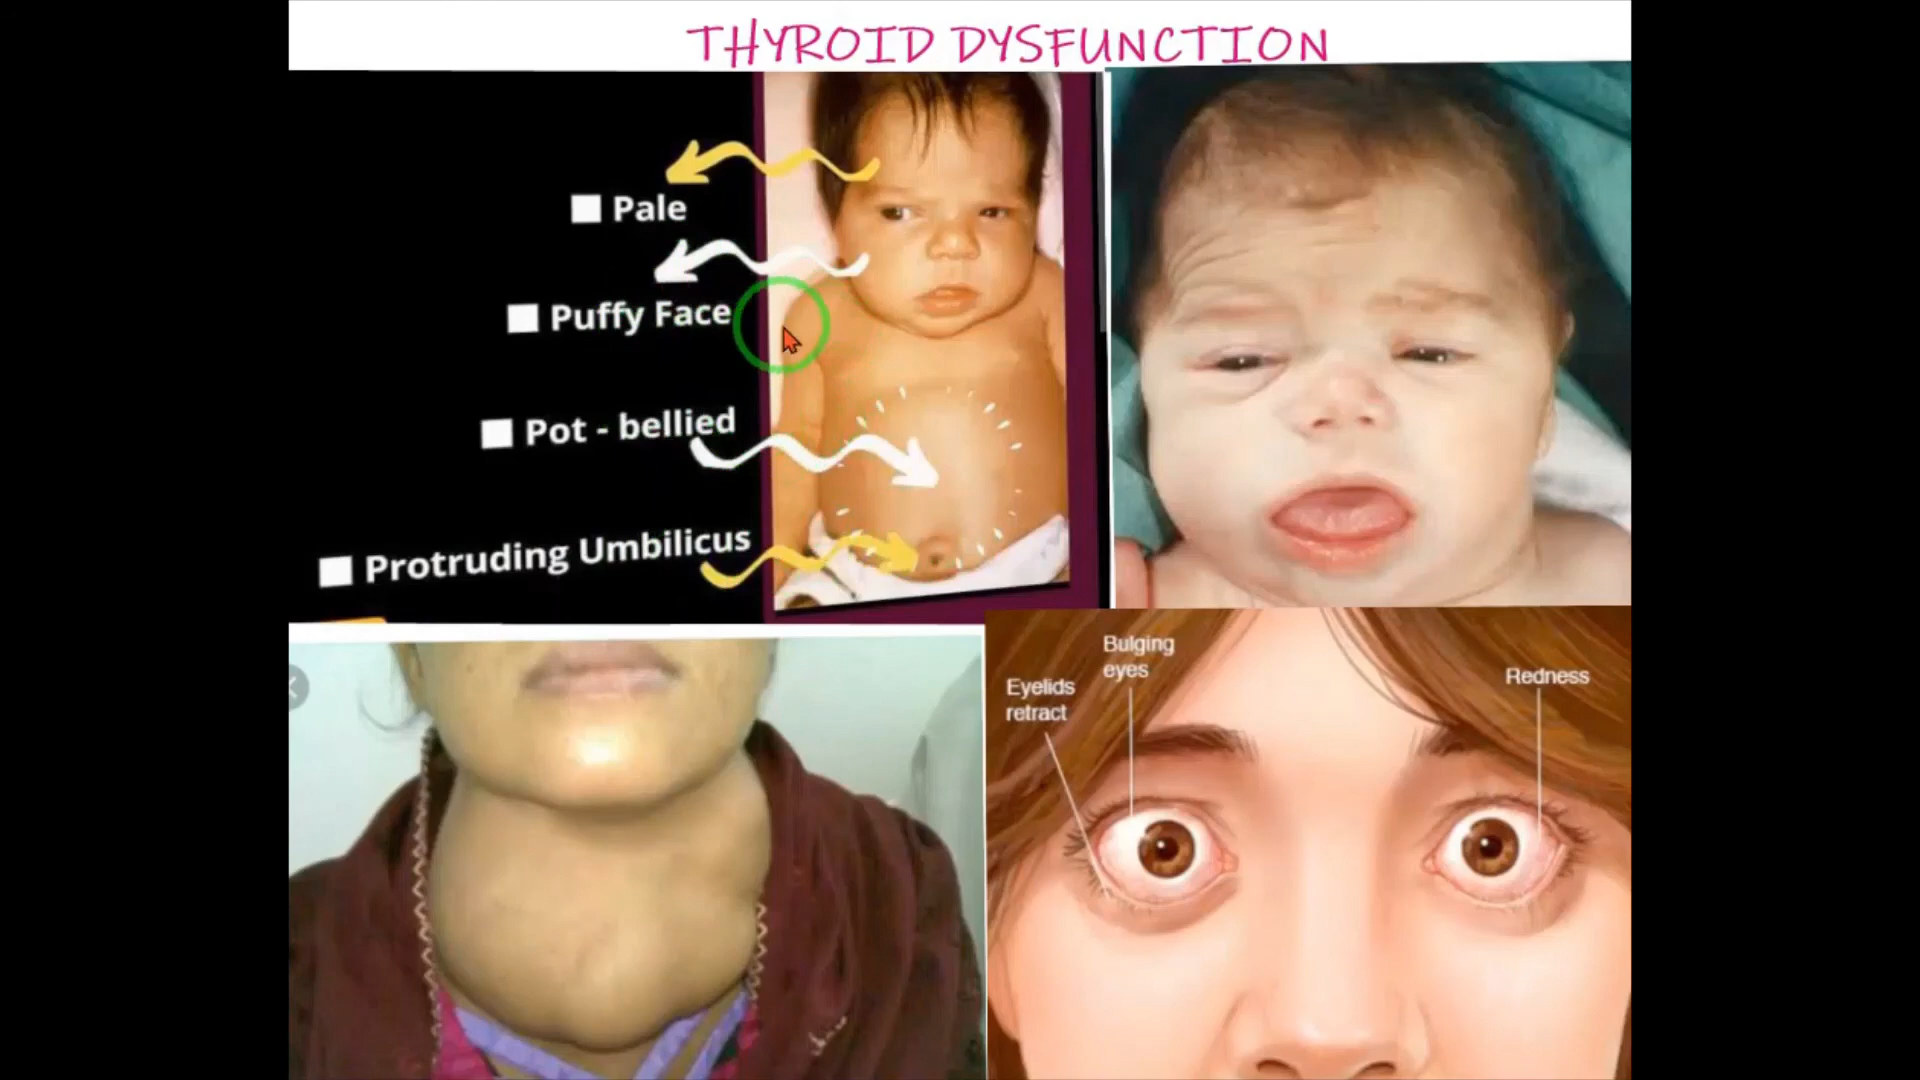 THYROID DYSFUNCTION
Pale
Puffy Face
Pot - bellied
Protruding Umbilicus
Bulging
eyes
Eyelids
retract
Redness